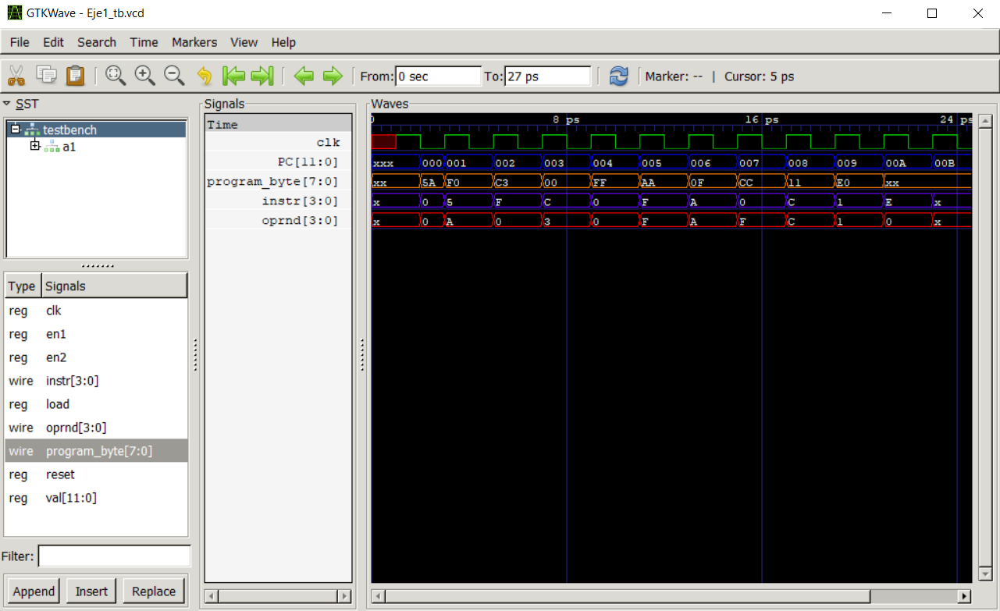 GTKWave - Eje1_tb.vcd
File Edit Search Time Markers View Help
From: 0 sec To: 27 ps Marker: -- | Cursor: 5 ps
SST
testbench
a1
Type Signals
reg clk
reg en1
reg en2
wire instr[3:0]
reg load
wire oprnd[3:0]
wire program_byte[7:0]
reg reset
reg val[11:0]
Filter:
Append Insert Replace
Signals
Time
clk
PC[11:0]
program_byte[7:0]
instr[3:0]
oprnd[3:0]
Waves
0 8 ps 16 ps 24 ps
xxx 000 001 002 003 004 005 006 007 008 009 00A 00B
xx 5A F0 C3 00 FF AA 0F CC 11 E0 xx
x 0 5 F C 0 F A 0 C 1 E x
x 0 A 0 3 0 F A F C 1 0 x